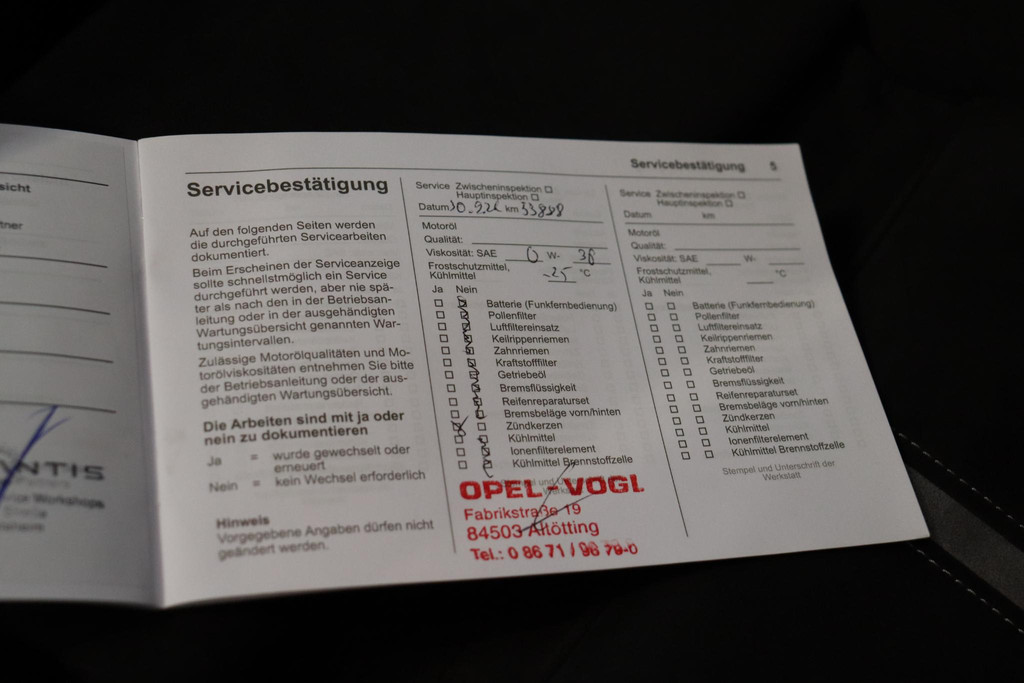 sicht
tner
NTIS
Workshops
Servicebestätigung 5
Servicebestätigung
Auf den folgenden Seiten werden
die durchgeführten Servicearbeiten
dokumentiert.
Beim Erscheinen der Serviceanzeige
sollte schnellstmöglich ein Service
durchgeführt werden, aber nie spä-
ter als nach den in der Betriebsan-
leitung oder in der ausgehändigten
Wartungsübersicht genannten War-
tungsintervallen.
Zulässige Motorölqualitäten und Mo-
torölviskositäten entnehmen Sie bitte
der Betriebsanleitung oder der aus-
gehändigten Wartungsübersicht.
Die Arbeiten sind mit ja oder
nein zu dokumentieren
Ja = wurde gewechselt oder
erneuert
Nein = kein Wechsel erforderlich
Hinweis
Vorgegebene Angaben dürfen nicht
geändert werden.
Service Zwischeninspektion
Hauptinspektion
Datum km
Motoröl
Qualität:
Viskosität: SAE 0 W- 30
Frostschutzmittel,
Kühlmittel -25 °C
Ja Nein
Batterie (Funkfernbedienung)
Pollenfilter
Luftfiltereinsatz
Keilrippenriemen
Zahnriemen
Kraftstofffilter
Getriebeöl
Bremsflüssigkeit
Reifenreparaturset
Bremsbeläge vorn/hinten
Zündkerzen
Kühlmittel
Ionenfilterelement
Kühlmittel Brennstoffzelle
OPEL-VOGL
Fabrikstraße 19
84503 Altötting
Tel.: 0 86 71 / 96 79-0
Service Zwischeninspektion
Hauptinspektion
Datum km
Motoröl
Qualität:
Viskosität: SAE W-
Frostschutzmittel,
Kühlmittel °C
Ja Nein
Batterie (Funkfernbedienung)
Pollenfilter
Luftfiltereinsatz
Keilrippenriemen
Zahnriemen
Kraftstofffilter
Getriebeöl
Bremsflüssigkeit
Reifenreparaturset
Bremsbeläge vorn/hinten
Zündkerzen
Kühlmittel
Ionenfilterelement
Kühlmittel Brennstoffzelle
Stempel und Unterschrift der
Werkstatt